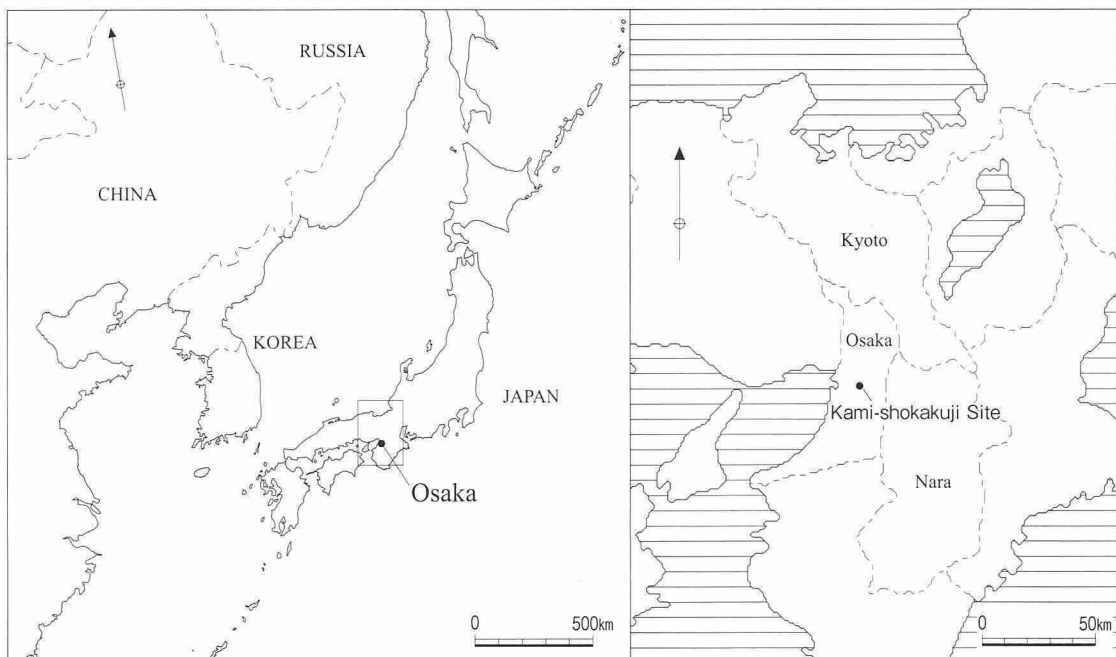 RUSSIA
CHINA
KOREA
JAPAN
Osaka
0 500km
Kyoto
Osaka
Kami-shokakuji Site
Nara
0 50km